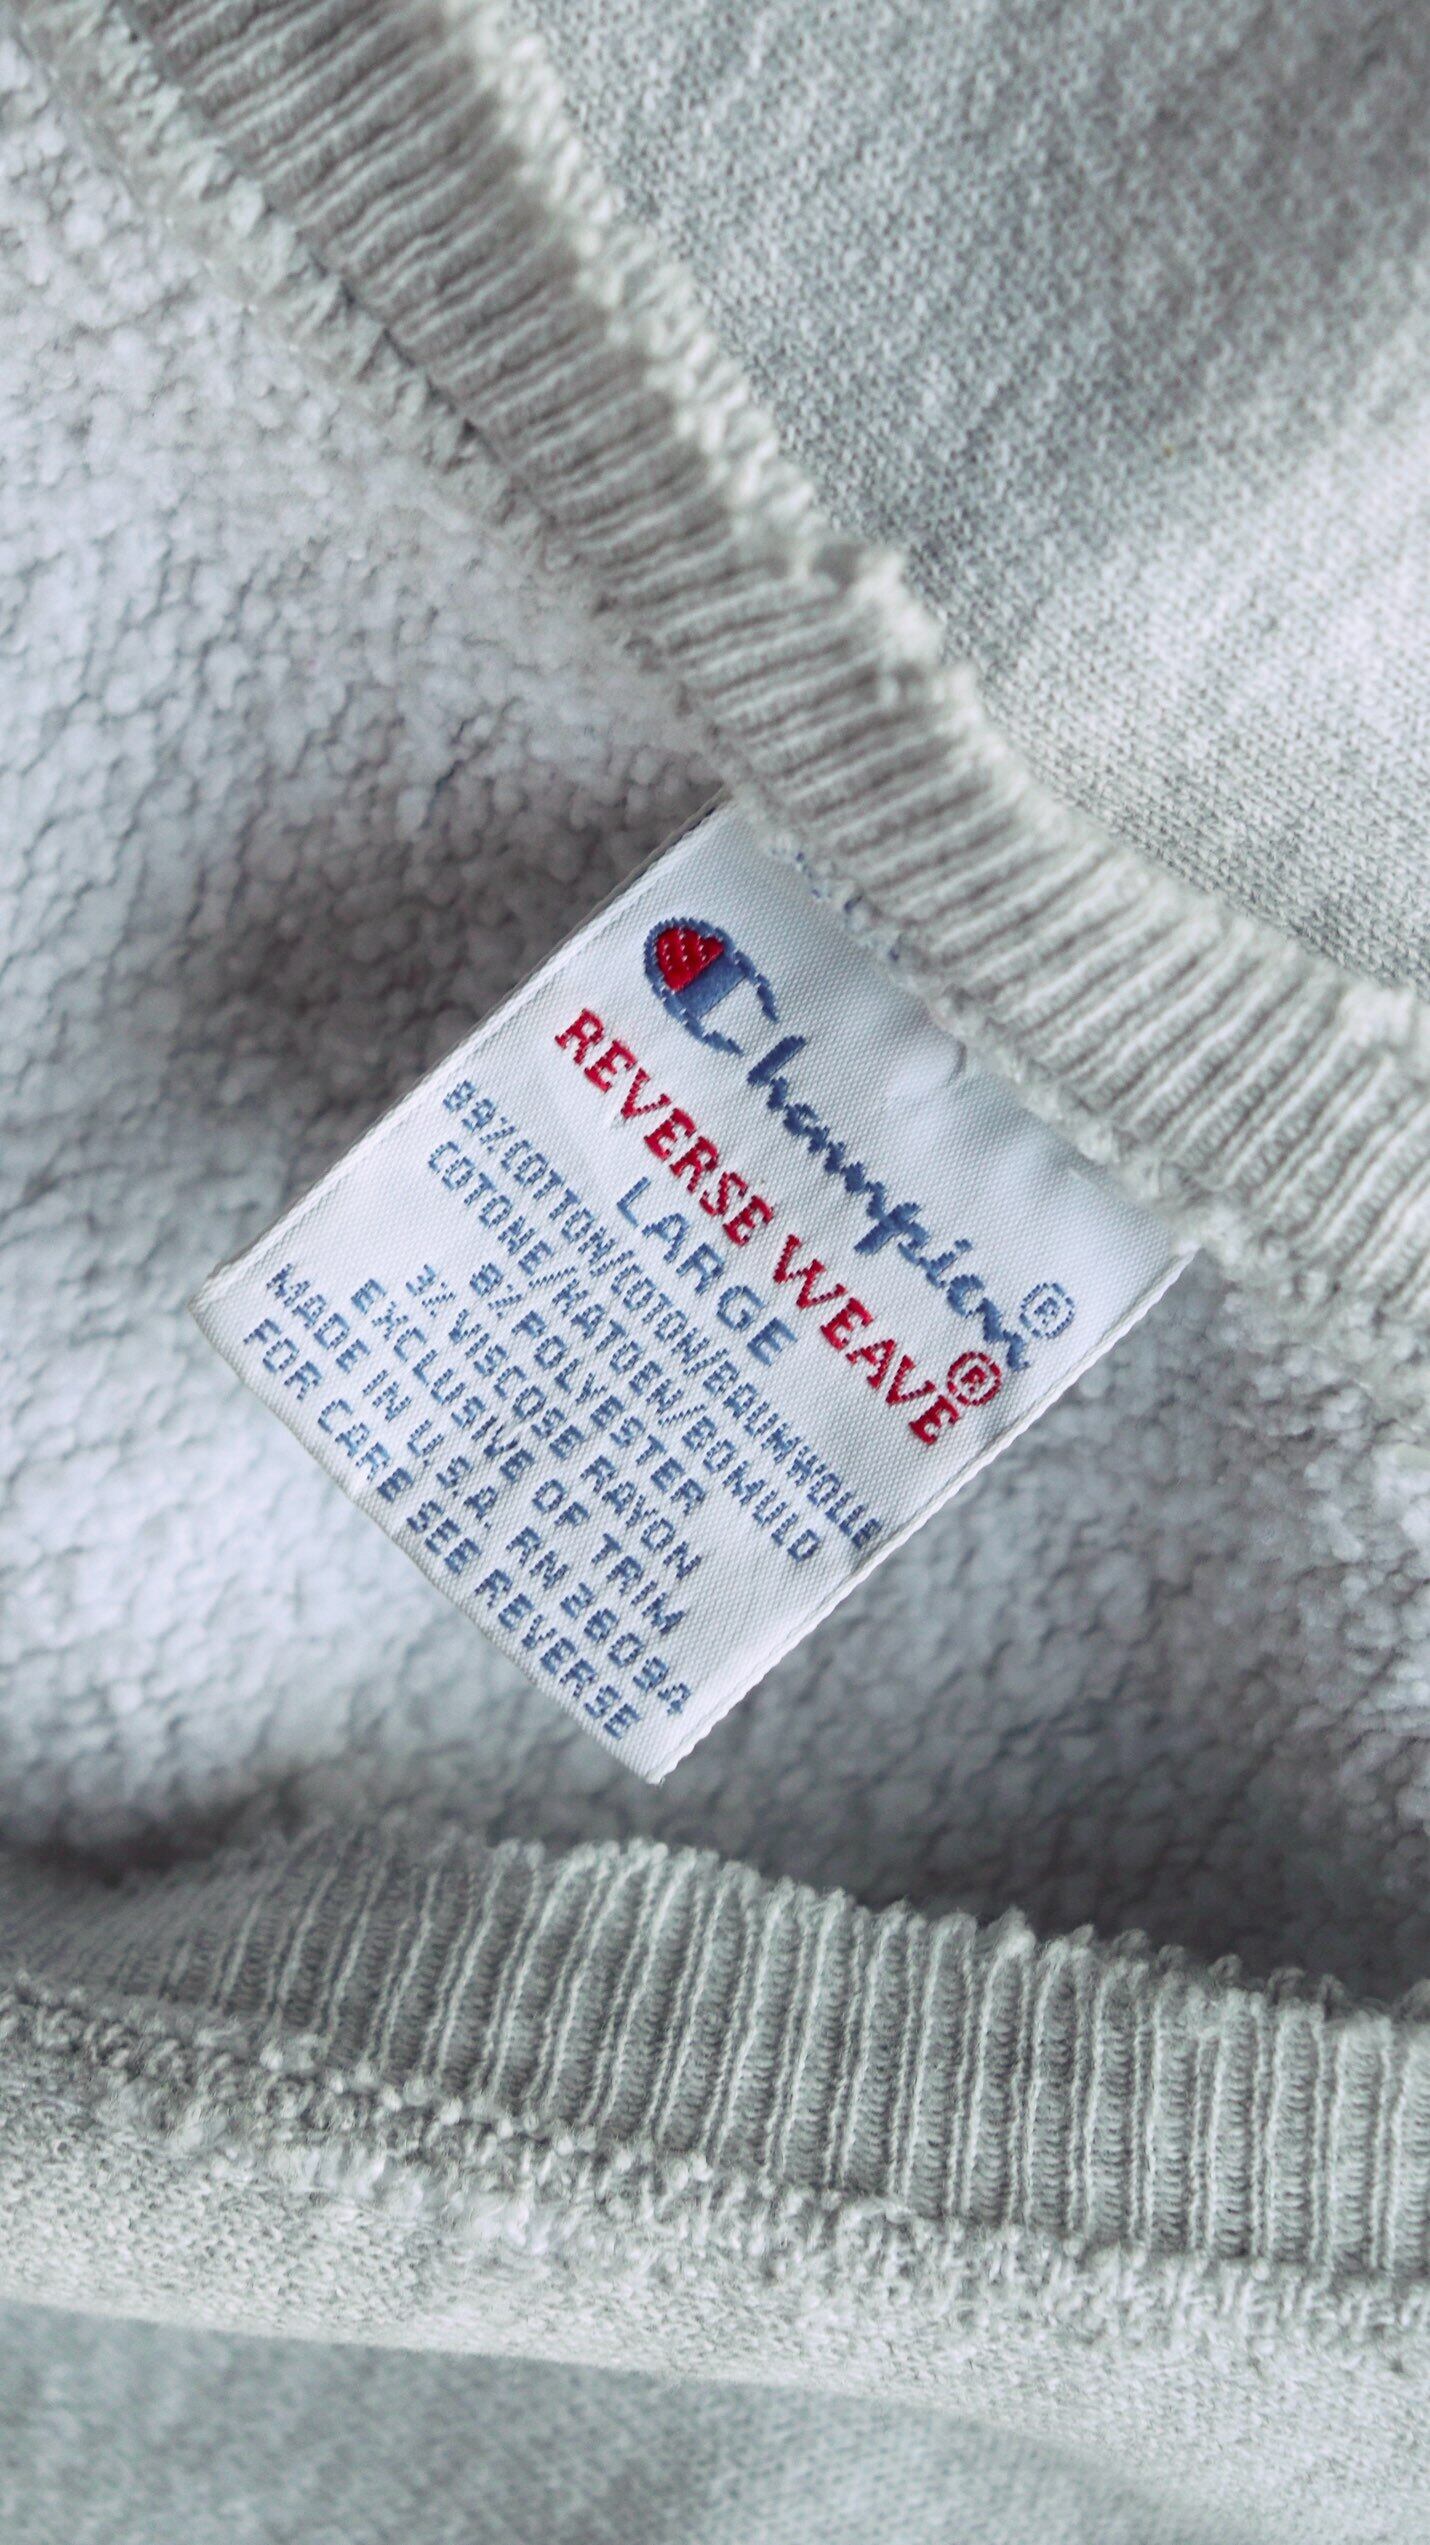 Champion®
REVERSE WEAVE®
LARGE
89%COTTON/COTON/BAUMWOLLE
COTONE/KATOEN/BOMULD
8% POLYESTER
3% VISCOSE RAYON
EXCLUSIVE OF TRIM
MADE IN U.S.A. RN 26094
FOR CARE SEE REVERSE